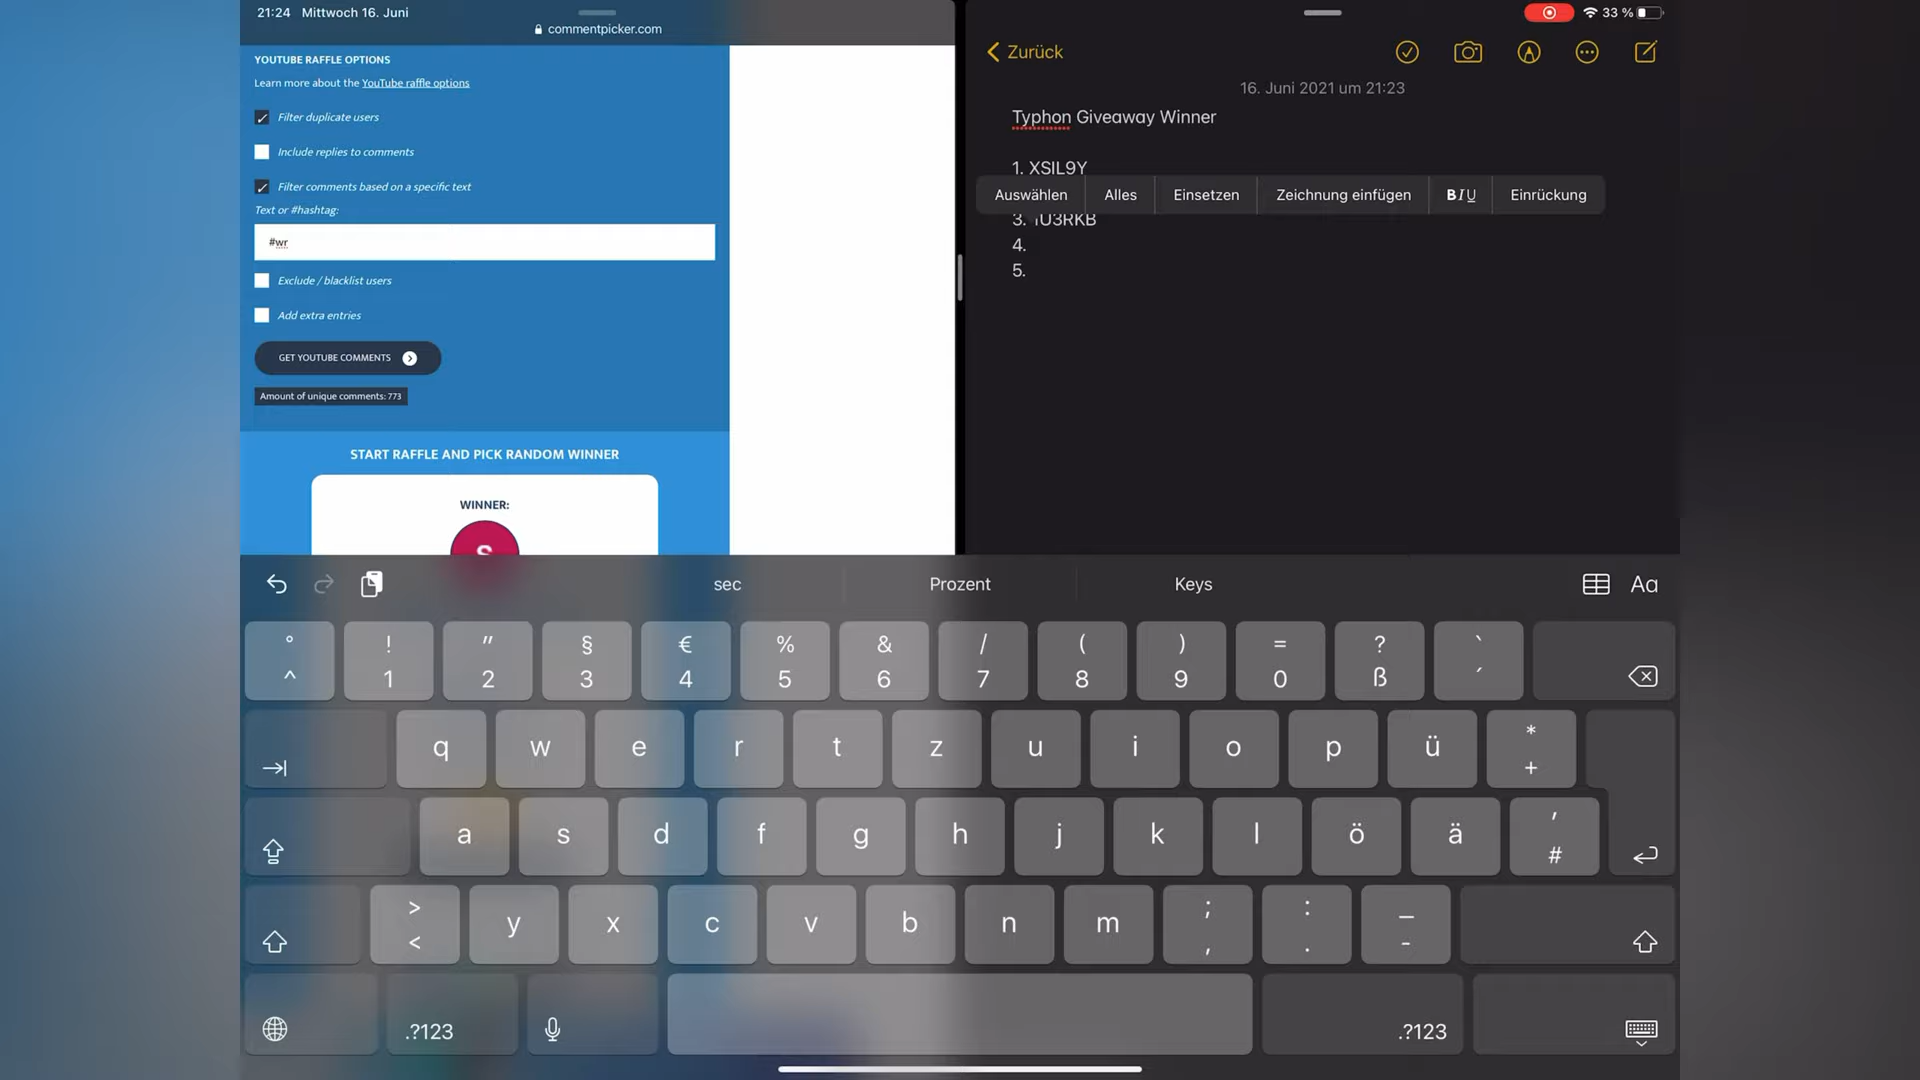 21:24 Mittwoch 16. Juni
commentpicker.com
YOUTUBE RAFFLE OPTIONS
Learn more about the YouTube raffle options
Filter duplicate users
Include replies to comments
Filter comments based on a specific text
Text or #hashtag:
#wr
Exclude / blacklist users
Add extra entries
GET YOUTUBE COMMENTS
Amount of unique comments: 773
START RAFFLE AND PICK RANDOM WINNER
WINNER:
S
33 %
Zurück
16. Juni 2021 um 21:23
Typhon Giveaway Winner
1. XSIL9Y
Auswählen Alles Einsetzen Zeichnung einfügen BIU Einrückung
3. 1U3RKB
4.
5.
sec Prozent Keys Aa
° ! " § € % & / ( ) = ? `
^ 1 2 3 4 5 6 7 8 9 0 ß ´
q w e r t z u i o p ü * +
a s d f g h j k l ö ä ' #
> < y x c v b n m ; , : . _ -
.?123 .?123